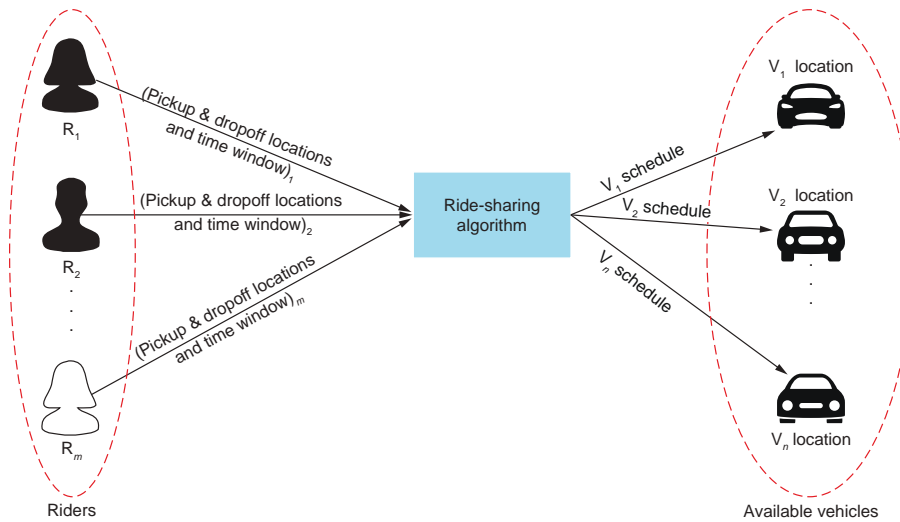 R1
(Pickup & dropoff locations
and time window)1
R2
(Pickup & dropoff locations
and time window)2
Rm
(Pickup & dropoff locations
and time window)m
Riders
Ride-sharing
algorithm
V1 schedule
V2 schedule
Vn schedule
V1 location
V2 location
Vn location
Available vehicles